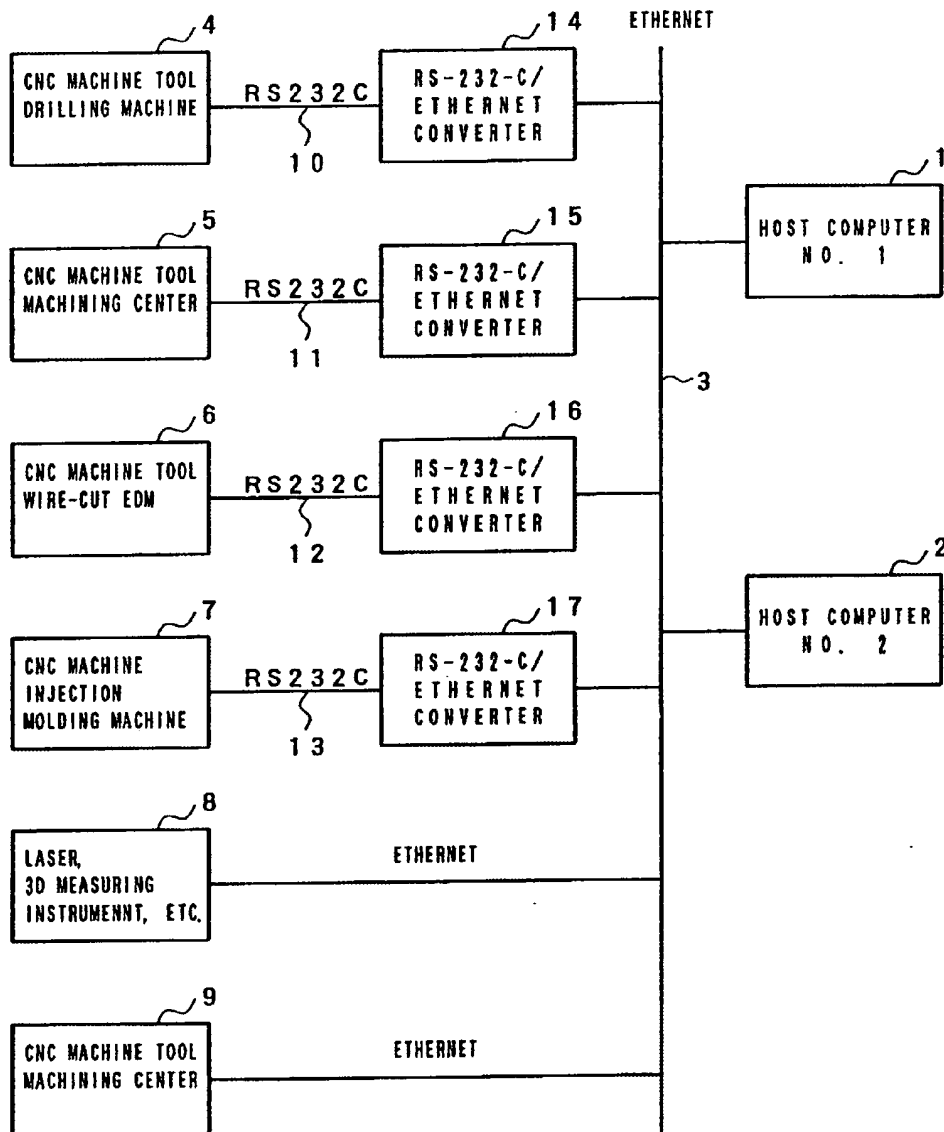 ETHERNET
4
CNC MACHINE TOOL
DRILLING MACHINE
RS232C
10
14
RS-232-C/
ETHERNET
CONVERTER
1
HOST COMPUTER
NO. 1
5
CNC MACHINE TOOL
MACHINING CENTER
RS232C
11
15
RS-232-C/
ETHERNET
CONVERTER
3
6
CNC MACHINE TOOL
WIRE-CUT EDM
RS232C
12
16
RS-232-C/
ETHERNET
CONVERTER
2
HOST COMPUTER
NO. 2
7
CNC MACHINE
INJECTION
MOLDING MACHINE
RS232C
13
17
RS-232-C/
ETHERNET
CONVERTER
8
LASER,
3D MEASURING
INSTRUMENNT, ETC.
ETHERNET
9
CNC MACHINE TOOL
MACHINING CENTER
ETHERNET